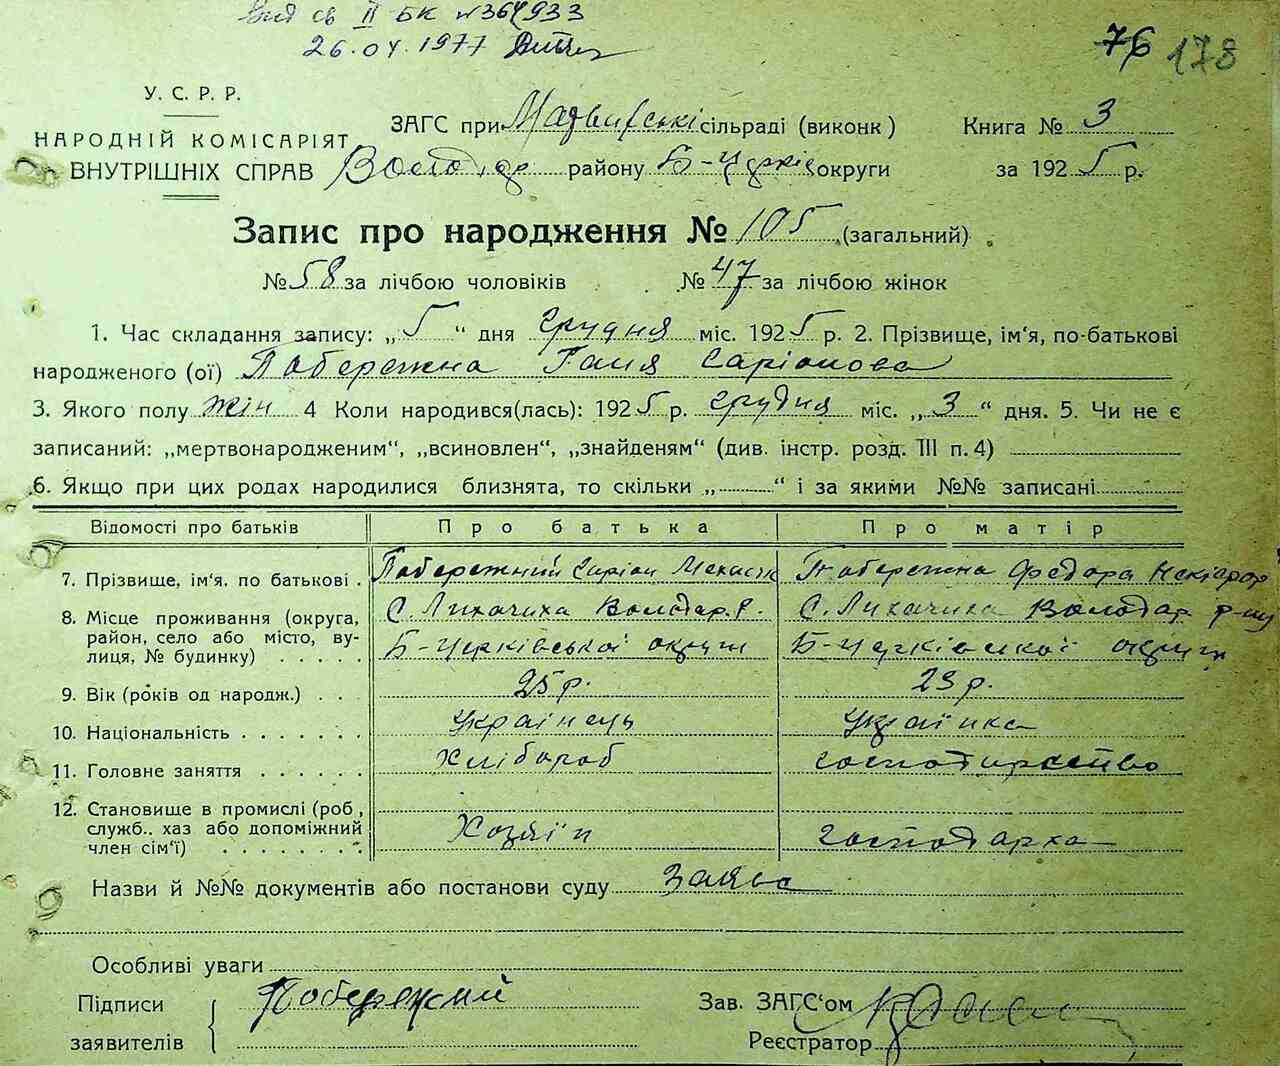 Вид св II БК №364933
26.04.1977
76 178
У. С. Р. Р.
НАРОДНІЙ КОМІСАРІЯТ
ВНУТРІШНІХ СПРАВ
ЗАГС при сільраді (виконк) Книга № 3
Володар району Б-Церків округи за 1925 р.
Запис про народження № 105 (загальний)
№ 58 за лічбою чоловіків № 47 за лічбою жінок
1. Час складання запису: „5“ дня грудня міс. 1925 р. 2. Прізвище, ім'я, по-батькові
народженого (ої) Побережна Ганя Саріонова
3. Якого полу жін 4 Коли народився(лась): 1925 р. грудня міс. „3“ дня. 5. Чи не є
записаний: „мертвонародженим“, „всиновлен“, „знайденям“ (див. інстр. розд. III п. 4)
6. Якщо при цих родах народилися близнята, то скільки „ “ і за якими №№ записані
Відомості про батьків Про батька Про матір
7. Прізвище, ім'я, по батькові . Побережний Саріон Побережна Федора
8. Місце проживання (округа, С. Лихачиха Володар. р. С. Лихачиха Володар р-ну
район, село або місто, ву- Б-Церківської округи Б-Церківської округи
лиця, № будинку) . . . . .
9. Вік (років од народж.) . . . 25 р. 23 р.
10. Національність . . . . . . . Українець Українка
11. Головне заняття . . . . . . Хлібороб господарство
12. Становище в промислі (роб,
служб.. хаз або допоміжний Хозяїн господарка
член сім'ї) . . . . . . . .
Назви й №№ документів або постанови суду Заява
Особливі уваги
Підписи Побережний Зав. ЗАГС'ом
заявителів Реєстратор